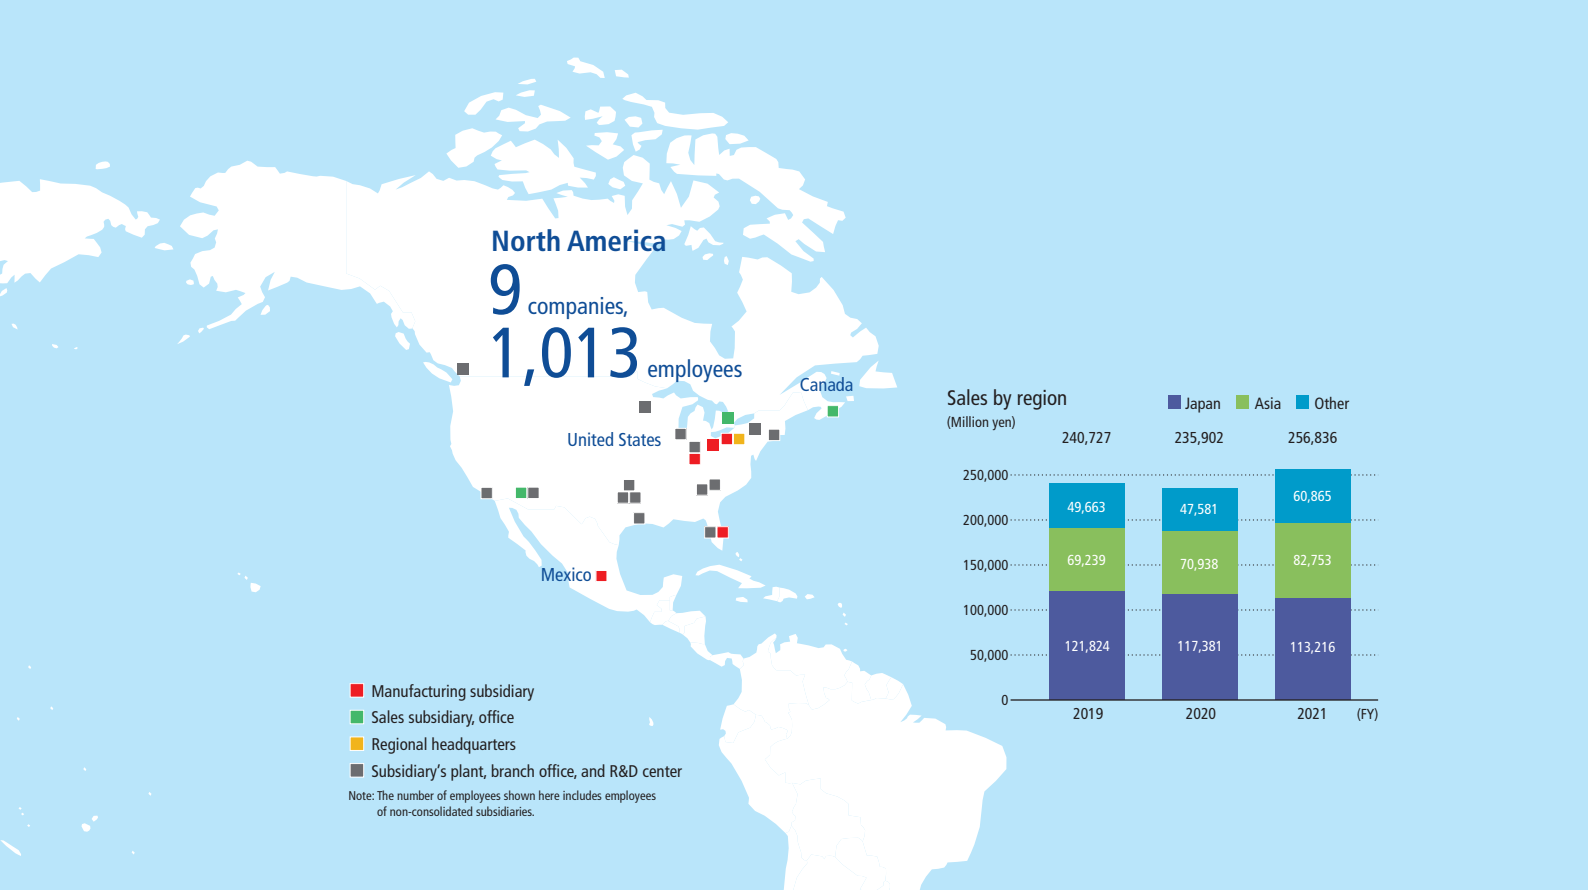 North America
9 companies,
1,013 employees
Canada
United States
Mexico
Manufacturing subsidiary
Sales subsidiary, office
Regional headquarters
Subsidiary’s plant, branch office, and R&D center
Note: The number of employees shown here includes employees
of non-consolidated subsidiaries.
Sales by region
(Million yen)
Japan Asia Other
240,727 235,902 256,836
250,000
200,000
150,000
100,000
50,000
0
49,663 47,581 60,865
69,239 70,938 82,753
121,824 117,381 113,216
2019 2020 2021 (FY)